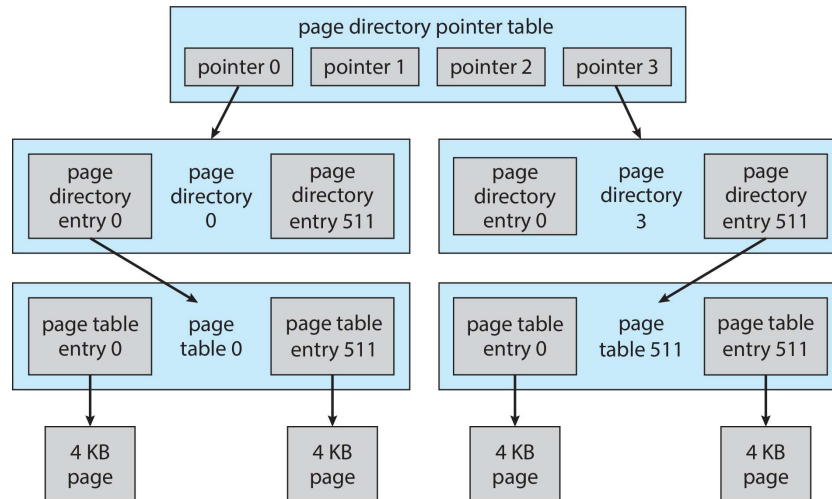 page directory pointer table
pointer 0
pointer 1
pointer 2
pointer 3
page
directory
entry 0
page
directory
0
page
directory
entry 511
page
directory
entry 0
page
directory
3
page
directory
entry 511
page table
entry 0
page
table 0
page table
entry 511
page table
entry 0
page
table 511
page table
entry 511
4 KB
page
4 KB
page
4 KB
page
4 KB
page